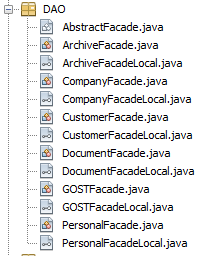 DAO
AbstractFacade.java
ArchiveFacade.java
ArchiveFacadeLocal.java
CompanyFacade.java
CompanyFacadeLocal.java
CustomerFacade.java
CustomerFacadeLocal.java
DocumentFacade.java
DocumentFacadeLocal.java
GOSTFacade.java
GOSTFacadeLocal.java
PersonalFacade.java
PersonalFacadeLocal.java